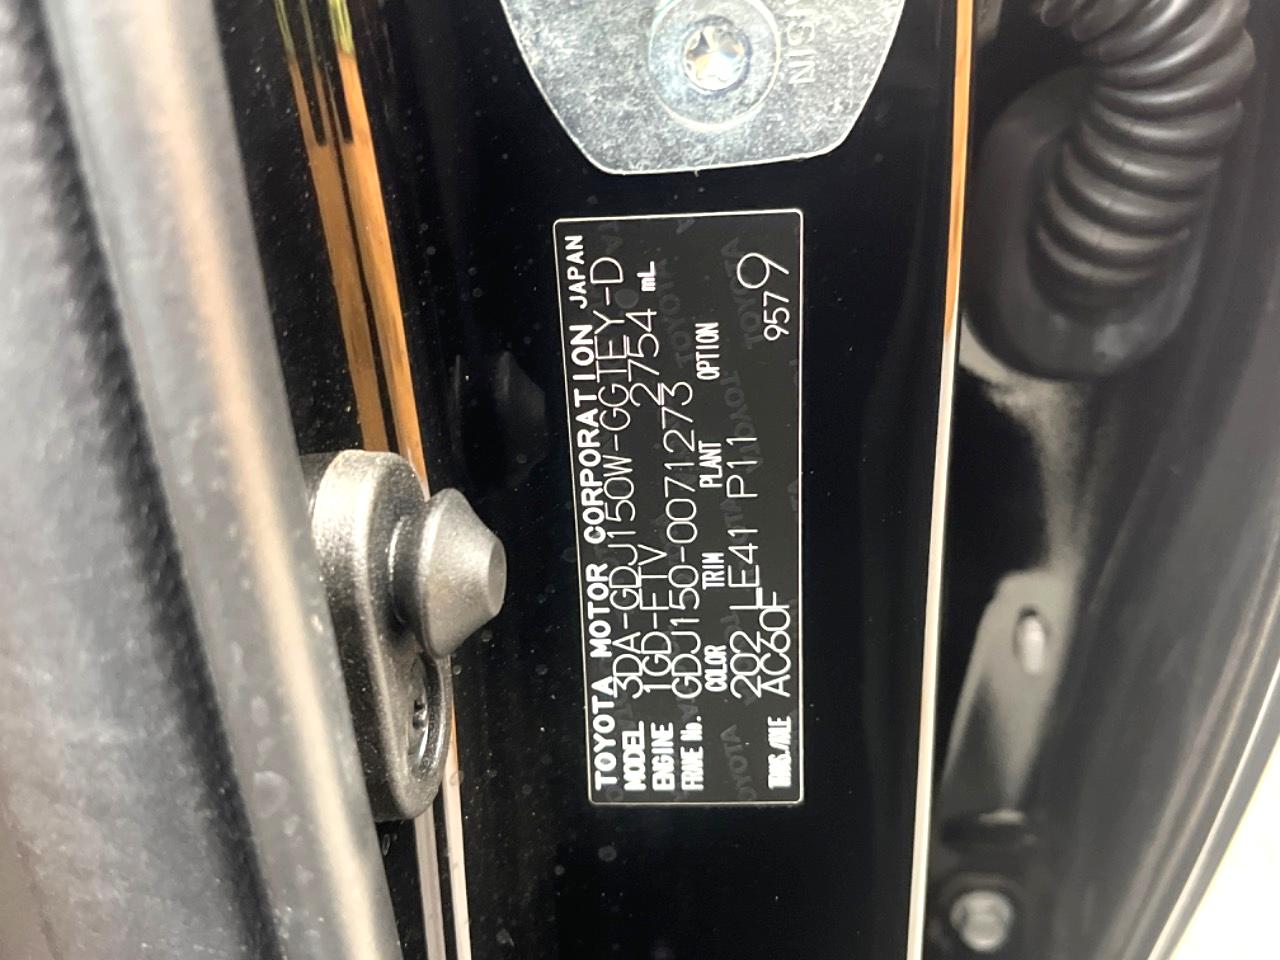 TOYOTA MOTOR CORPORATION JAPAN
MODEL 3DA-GDJ150W-GGTEY-D
ENGINE 1GD-FTV 2754 mL
FRAME No. GDJ150-0071273
COLOR TRIM PLANT OPTION
202 LE41 P11
TRANS./AXLE AC60F 9579